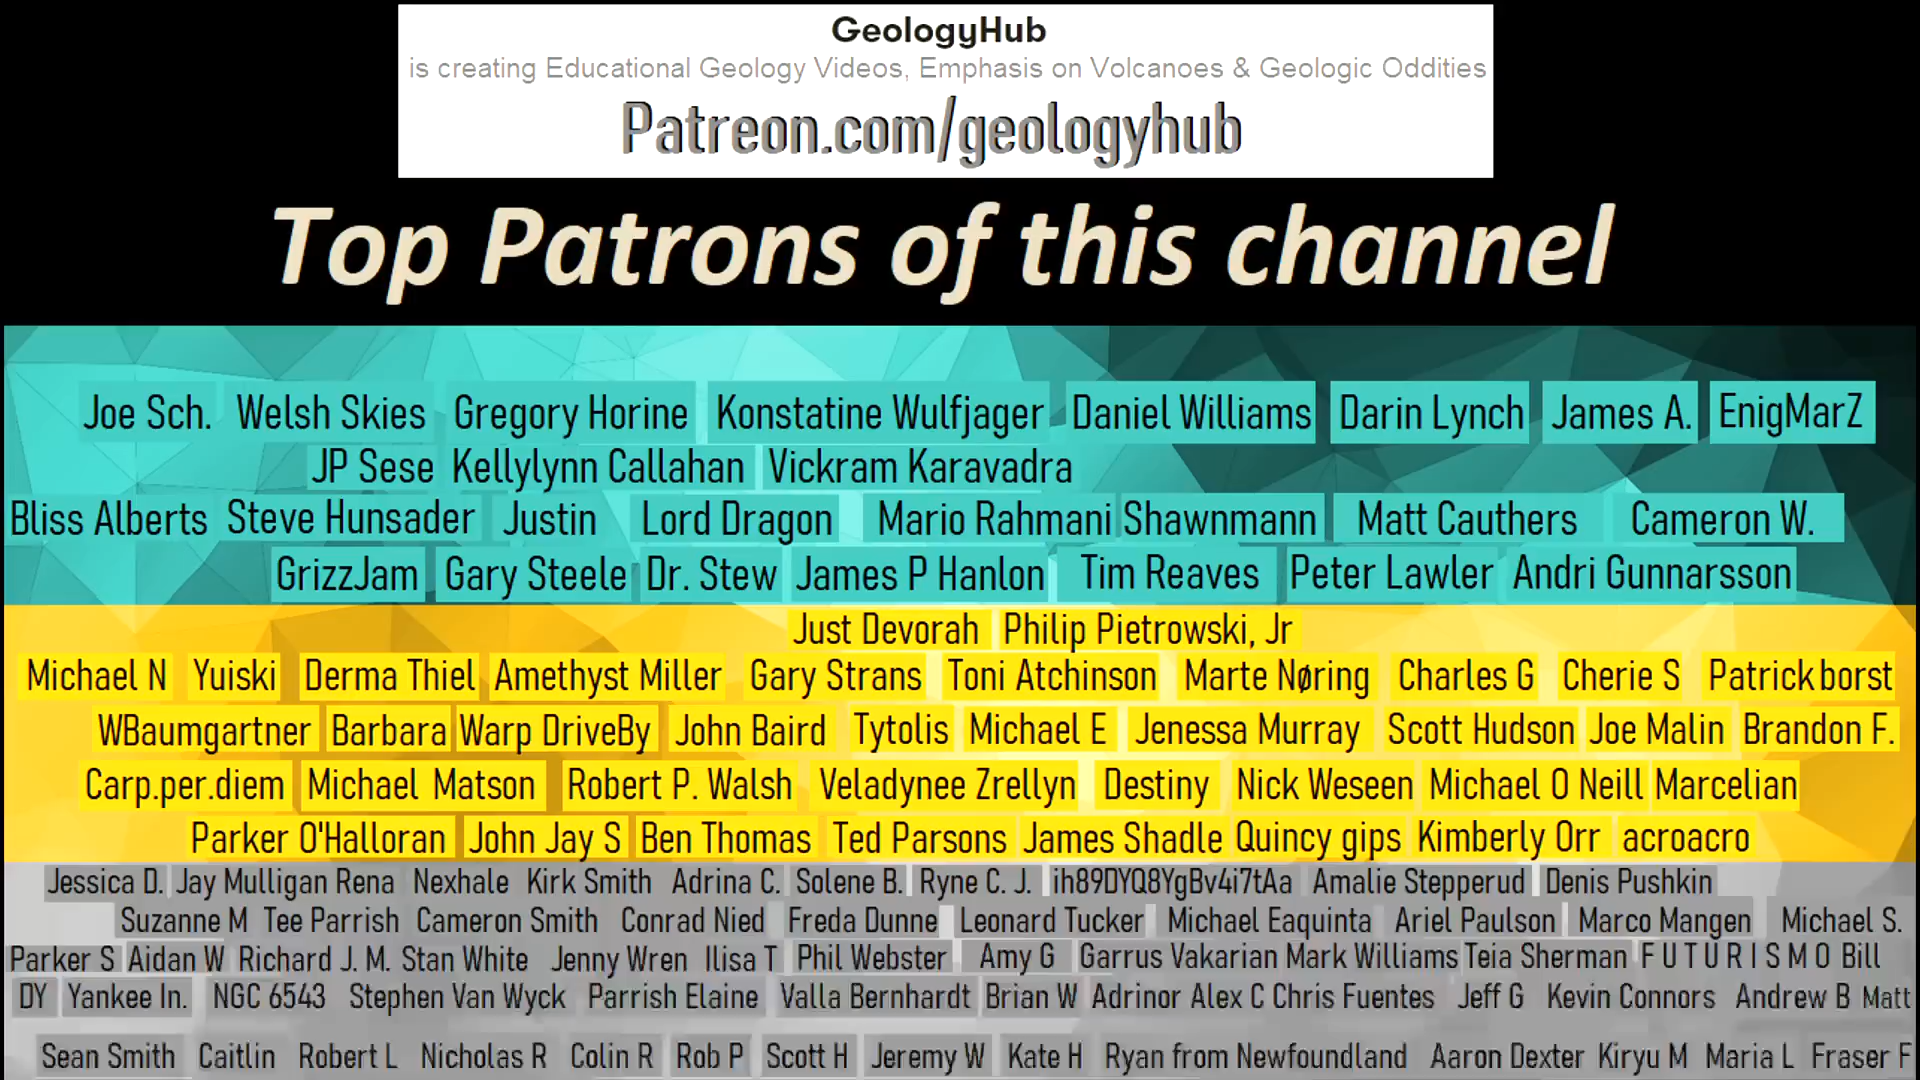 GeologyHub
is creating Educational Geology Videos, Emphasis on Volcanoes & Geologic Oddities
Patreon.com/geologyhub
Top Patrons of this channel
Joe Sch. Welsh Skies Gregory Horine Konstatine Wulfjager Daniel Williams Darin Lynch James A. EnigMarZ
JP Sese Kellylynn Callahan Vickram Karavadra
Bliss Alberts Steve Hunsader Justin Lord Dragon Mario Rahmani Shawnmann Matt Cauthers Cameron W.
GrizzJam Gary Steele Dr. Stew James P Hanlon Tim Reaves Peter Lawler Andri Gunnarsson
Just Devorah Philip Pietrowski, Jr
Michael N Yuiski Derma Thiel Amethyst Miller Gary Strans Toni Atchinson Marte Nøring Charles G Cherie S Patrick borst
WBaumgartner Barbara Warp DriveBy John Baird Tytolis Michael E Jenessa Murray Scott Hudson Joe Malin Brandon F.
Carp.per.diem Michael Matson Robert P. Walsh Veladynee Zrellyn Destiny Nick Weseen Michael O Neill Marcelian
Parker O'Halloran John Jay S Ben Thomas Ted Parsons James Shadle Quincy gips Kimberly Orr acroacro
Jessica D. Jay Mulligan Rena Nexhale Kirk Smith Adrina C. Solene B. Ryne C. J. ih89DYQ8YgBv4i7tAa Amalie Stepperud Denis Pushkin
Suzanne M Tee Parrish Cameron Smith Conrad Nied Freda Dunne Leonard Tucker Michael Eaquinta Ariel Paulson Marco Mangen Michael S.
Parker S Aidan W Richard J. M. Stan White Jenny Wren Ilisa T Phil Webster Amy G Garrus Vakarian Mark Williams Teia Sherman F U T U R I S M O Bill
DY Yankee In. NGC 6543 Stephen Van Wyck Parrish Elaine Valla Bernhardt Brian W Adrinor Alex C Chris Fuentes Jeff G Kevin Connors Andrew B Matt
Sean Smith Caitlin Robert L Nicholas R Colin R Rob P Scott H Jeremy W Kate H Ryan from Newfoundland Aaron Dexter Kiryu M Maria L Fraser F